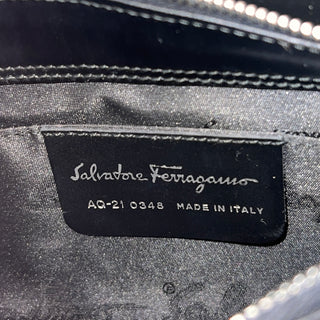 Salvatore Ferragamo
AQ-21 0348 MADE IN ITALY